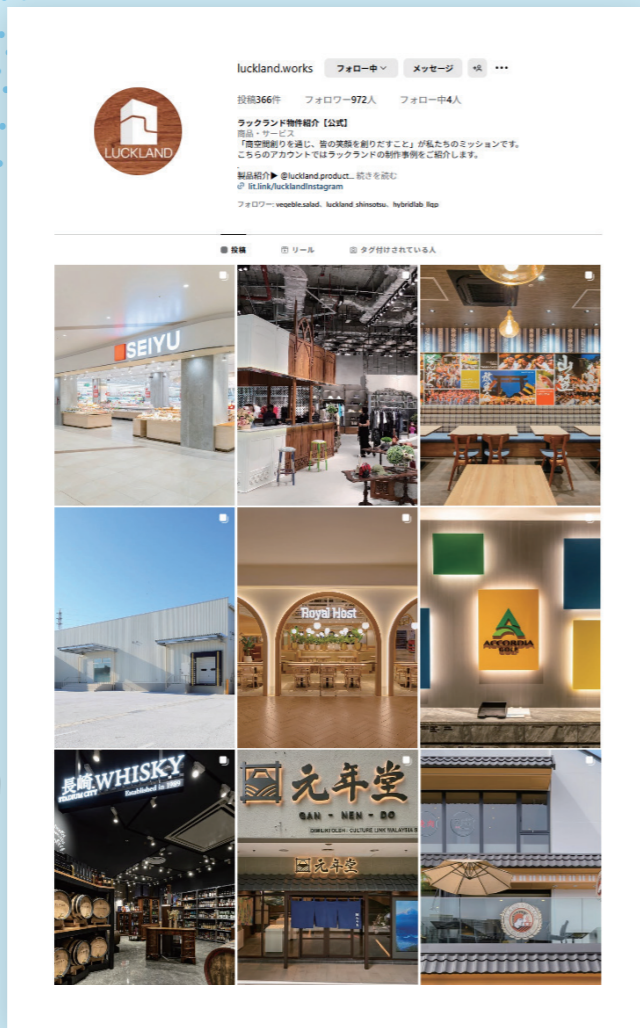 luckland.works フォロー中 メッセージ
投稿366件 フォロワー972人 フォロー中4人
LUCKLAND
ラックランド物件紹介【公式】
商品・サービス
「商空間創りを通じ、皆の笑顔を創りだすこと」が私たちのミッションです。
こちらのアカウントではラックランドの制作事例をご紹介します。
.
製品紹介▶ @luckland.product... 続きを読む
lit.link/lucklandInstagram
フォロワー: vegeble.salad、luckland_shinsotsu、hybridlab_llqp
投稿 リール タグ付けされている人
SEIYU
Royal Host
ACCORDIA
GOLF
長崎 WHISKY
STADIUM CITY Established in 1989
元年堂
GAN - NEN - DO
元年堂